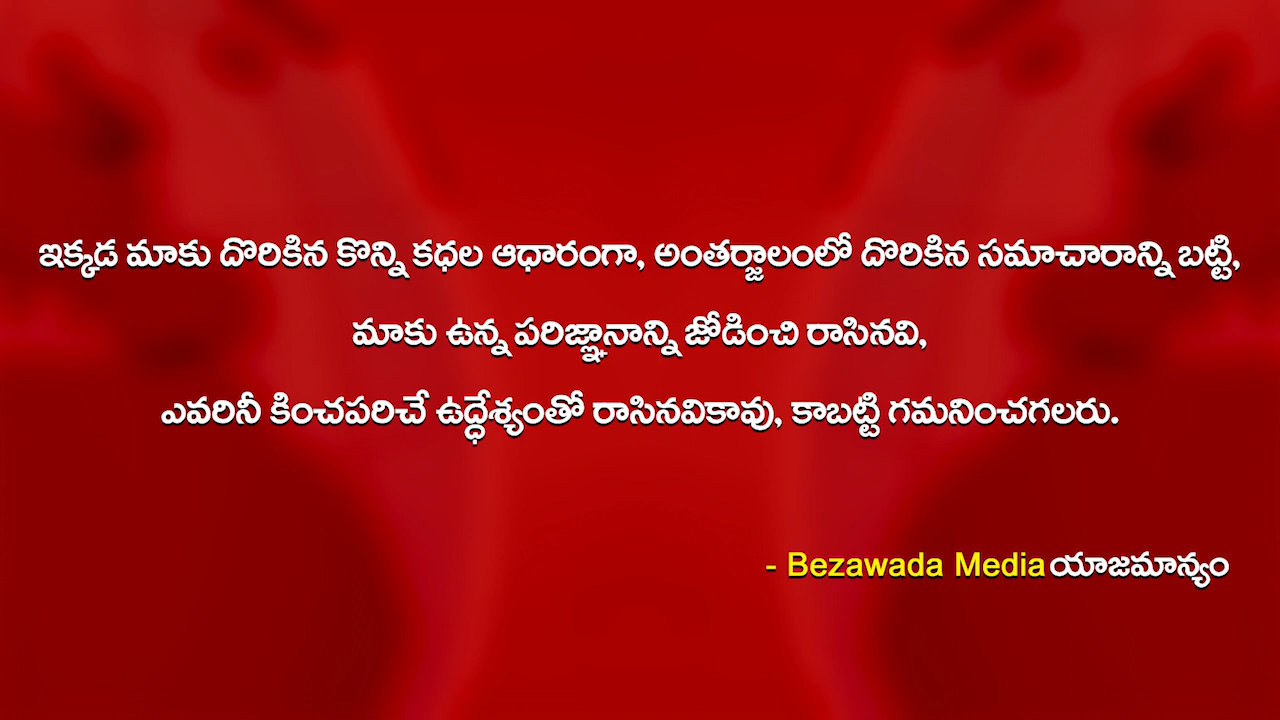 ఇక్కడ మాకు దొరికిన కొన్ని కధల ఆధారంగా, అంతర్జాలంలో దొరికిన సమాచారాన్ని బట్టి,
మాకు ఉన్న పరిజ్ఞానాన్ని జోడించి రాసినవి,
ఎవరినీ కించపరిచే ఉద్ధేశ్యంతో రాసినవికావు, కాబట్టి గమనించగలరు.
- Bezawada Media యాజమాన్యం